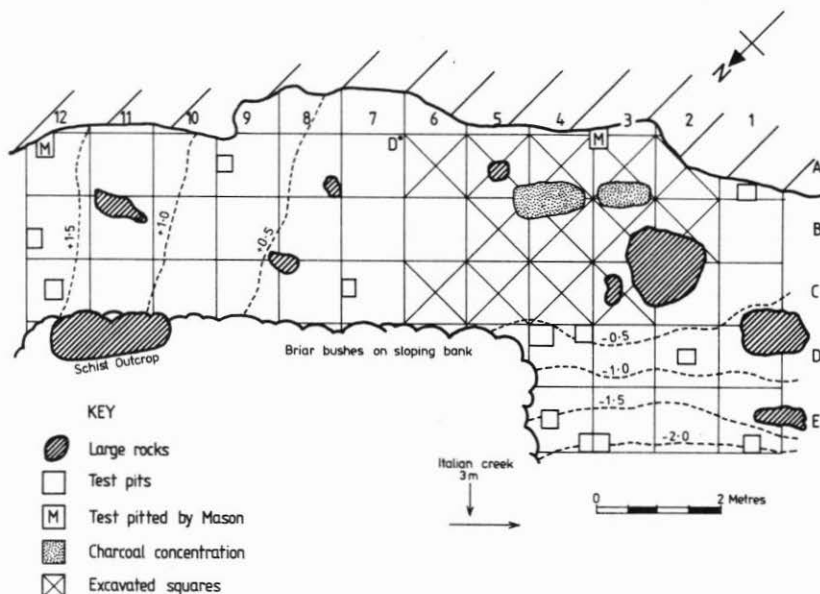 N
12 11 10 9 8 7 6 5 4 3 2 1
M
D
M
A
+1·5
+1·0
+0·5
B
C
-0·5
Schist Outcrop
Briar bushes on sloping bank
D
-1·0
-1·5
E
-2·0
KEY
Large rocks
Test pits
M Test pitted by Mason
Charcoal concentration
Excavated squares
Italian creek
3m
0 2 Metres